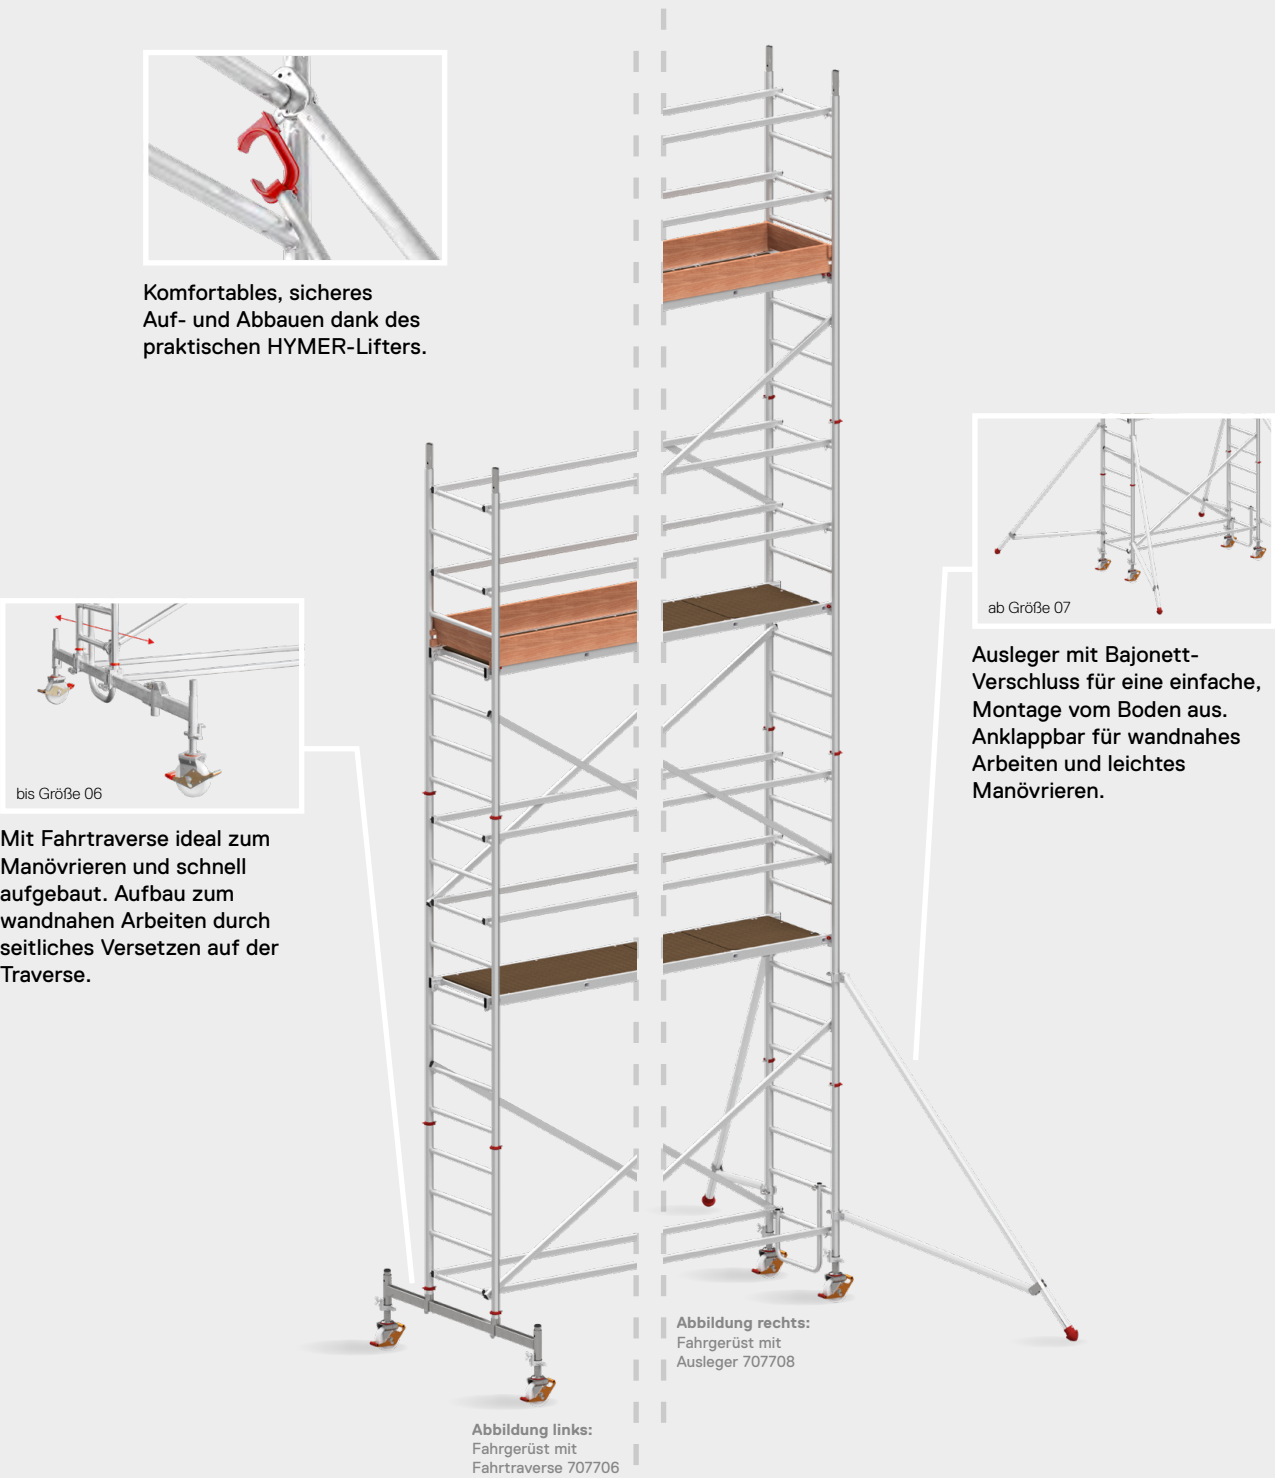 Komfortables, sicheres
Auf- und Abbauen dank des
praktischen HYMER-Lifters.
ab Größe 07
Ausleger mit Bajonett-
Verschluss für eine einfache,
Montage vom Boden aus.
Anklappbar für wandnahes
Arbeiten und leichtes
Manövrieren.
bis Größe 06
Mit Fahrtraverse ideal zum
Manövrieren und schnell
aufgebaut. Aufbau zum
wandnahen Arbeiten durch
seitliches Versetzen auf der
Traverse.
Abbildung rechts:
Fahrgerüst mit
Ausleger 707708
Abbildung links:
Fahrgerüst mit
Fahrtraverse 707706